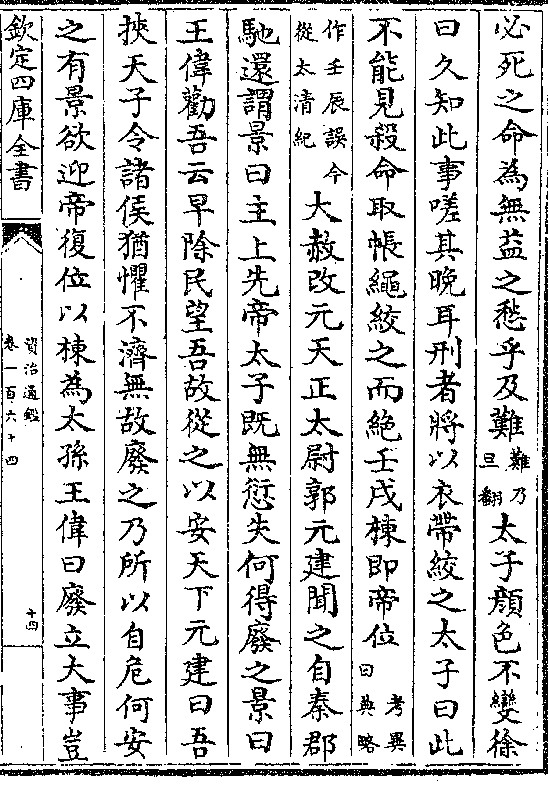 必死之命為無益之愁乎及難難乃旦翻太子顔色不變徐
曰久知此事嗟其晚耳刑者將以衣帶絞之太子曰此
不能見殺命取帳繩絞之而絶壬戌棟即帝位考異曰典略
作壬辰誤今從太清紀大赦改元天正太尉郭元建聞之自秦郡
馳還謂景曰主上先帝太子既無愆失何得廢之景曰
王偉勸吾云早除民望吾故從之以安天下元建曰吾
挾天子令諸侯猶懼不濟無故廢之乃所以自危何安
之有景欲迎帝復位以棟為太孫王偉曰廢立大事豈
欽定四庫全書
資治通鑑
卷一百六十四
十四